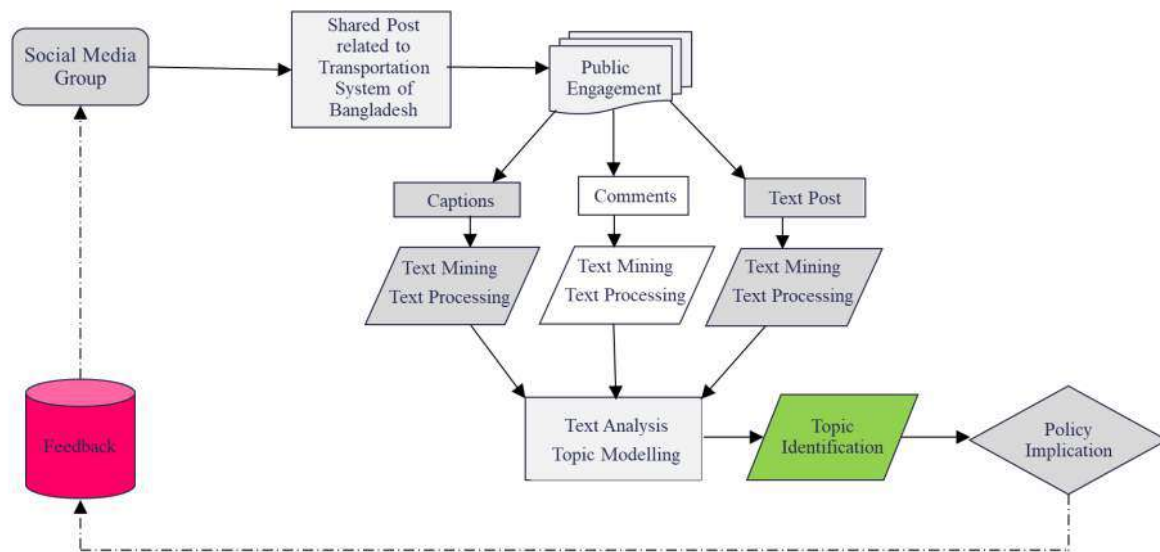 Social Media
Group
Shared Post
related to
Transportation
System of
Bangladesh
Public
Engagement
Captions
Comments
Text Post
Text Mining
Text Processing
Text Mining
Text Processing
Text Mining
Text Processing
Feedback
Text Analysis
Topic Modelling
Topic
Identification
Policy
Implication